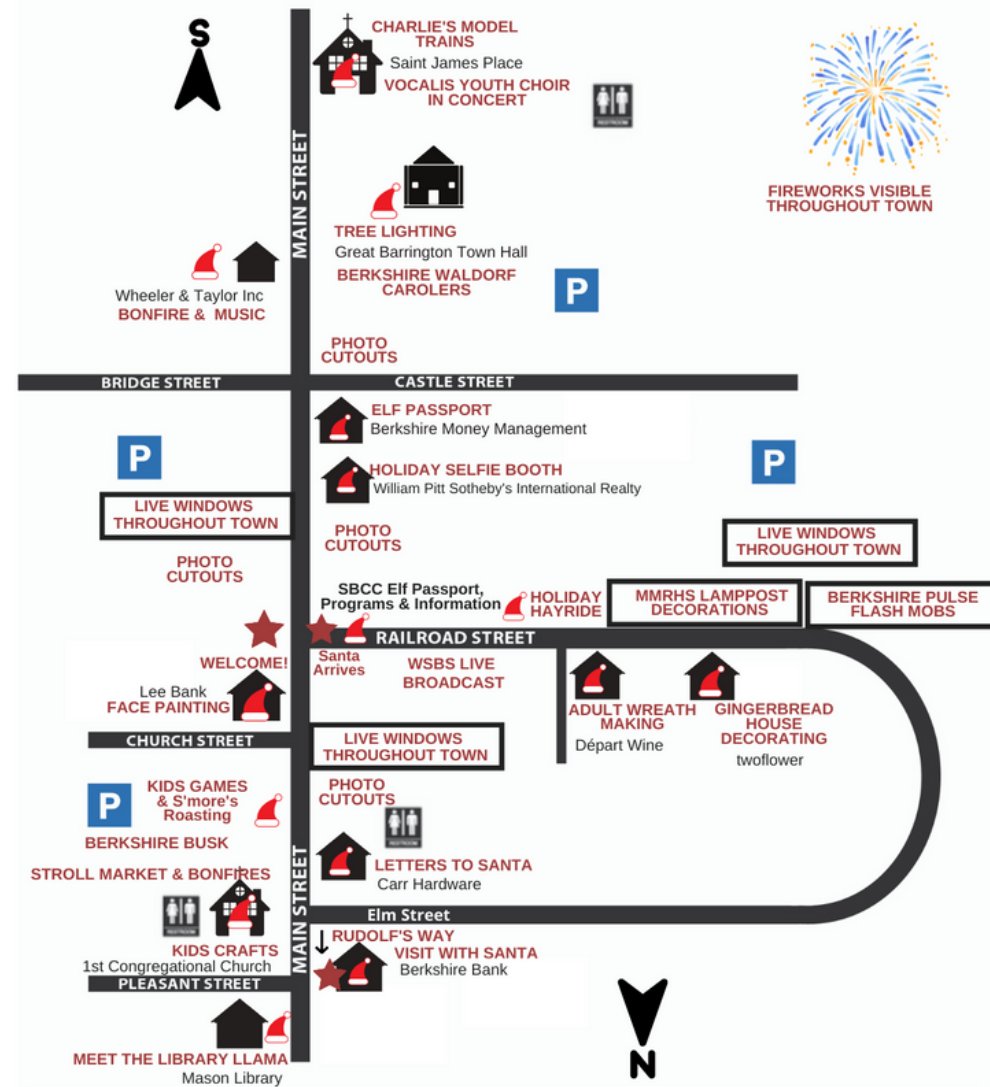 S
CHARLIE'S MODEL
TRAINS
Saint James Place
VOCALIS YOUTH CHOIR
IN CONCERT
RESTROOM
FIREWORKS VISIBLE
THROUGHOUT TOWN
MAIN STREET
TREE LIGHTING
Great Barrington Town Hall
BERKSHIRE WALDORF
CAROLERS
P
Wheeler & Taylor Inc
BONFIRE & MUSIC
PHOTO
CUTOUTS
BRIDGE STREET
CASTLE STREET
ELF PASSPORT
Berkshire Money Management
HOLIDAY SELFIE BOOTH
William Pitt Sotheby's International Realty
P
P
LIVE WINDOWS
THROUGHOUT TOWN
PHOTO
CUTOUTS
LIVE WINDOWS
THROUGHOUT TOWN
PHOTO
CUTOUTS
SBCC Elf Passport,
Programs & Information
HOLIDAY
HAYRIDE
MMRHS LAMPPOST
DECORATIONS
BERKSHIRE PULSE
FLASH MOBS
RAILROAD STREET
WELCOME!
Santa
Arrives
WSBS LIVE
BROADCAST
Lee Bank
FACE PAINTING
ADULT WREATH
MAKING
Départ Wine
GINGERBREAD
HOUSE
DECORATING
twoflower
CHURCH STREET
LIVE WINDOWS
THROUGHOUT TOWN
PHOTO
CUTOUTS
P
KIDS GAMES
& S'more's
Roasting
BERKSHIRE BUSK
RESTROOM
LETTERS TO SANTA
Carr Hardware
STROLL MARKET & BONFIRES
RESTROOM
MAIN STREET
Elm Street
KIDS CRAFTS
1st Congregational Church
RUDOLF'S WAY
VISIT WITH SANTA
Berkshire Bank
PLEASANT STREET
MEET THE LIBRARY LLAMA
Mason Library
N